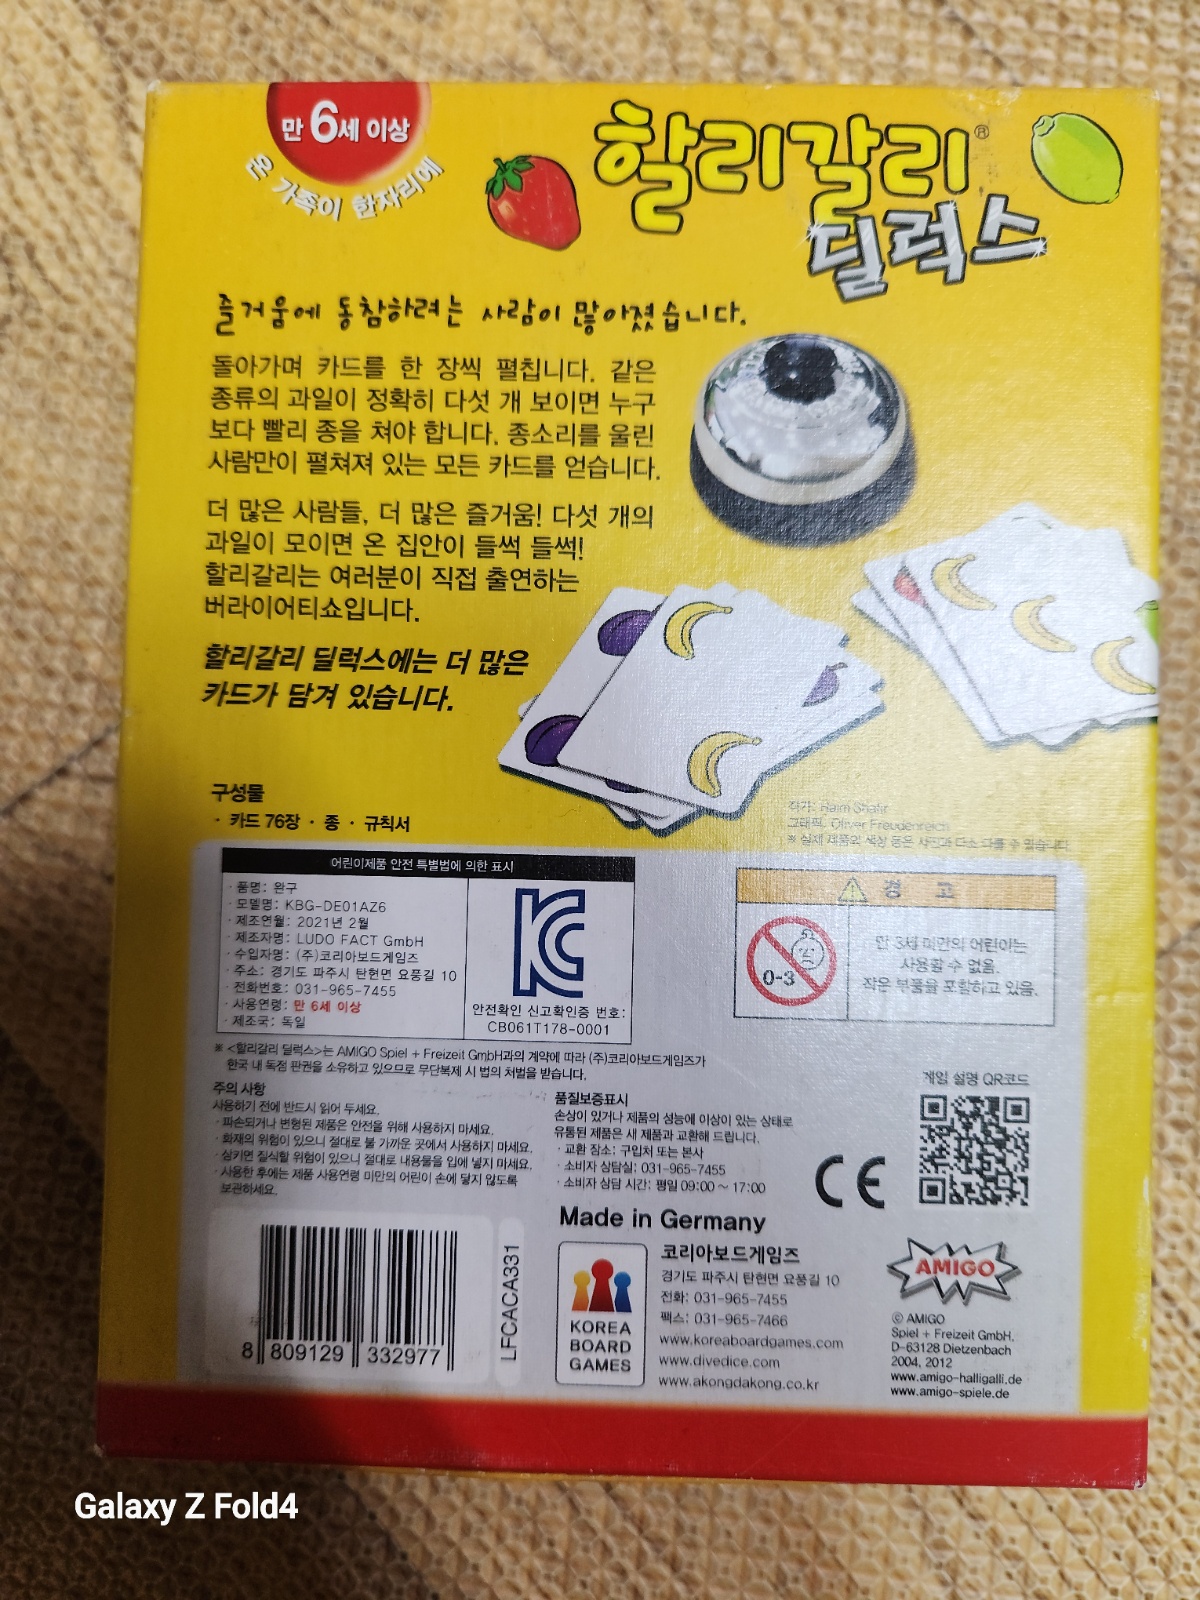 만 6세 이상
온 가족이 한자리에
할리갈리®
딜럭스
즐거움에 동참하려는 사람이 많아졌습니다.
돌아가며 카드를 한 장씩 펼칩니다. 같은
종류의 과일이 정확히 다섯 개 보이면 누구
보다 빨리 종을 쳐야 합니다. 종소리를 울린
사람만이 펼쳐져 있는 모든 카드를 얻습니다.
더 많은 사람들, 더 많은 즐거움! 다섯 개의
과일이 모이면 온 집안이 들썩 들썩!
할리갈리는 여러분이 직접 출연하는
버라이어티쇼입니다.
할리갈리 딜럭스에는 더 많은
카드가 담겨 있습니다.
구성물
· 카드 76장 · 종 · 규칙서
작가: Haim Shafir
그래픽: Oliver Freudenreich
※ 실제 제품의 색상 등은 사진과 다소 다를 수 있습니다.
어린이제품 안전 특별법에 의한 표시
· 품명: 완구
· 모델명: KBG-DE01AZ6
· 제조연월: 2021년 2월
· 제조자명: LUDO FACT GmbH
· 수입자명: (주)코리아보드게임즈
· 주소: 경기도 파주시 탄현면 요풍길 10
· 전화번호: 031-965-7455
· 사용연령: 만 6세 이상
· 제조국: 독일
KC
안전확인 신고확인증 번호:
CB061T178-0001
경 고
0-3
만 3세 미만의 어린이는
사용할 수 없음.
작은 부품을 포함하고 있음.
※ <할리갈리 딜럭스>는 AMIGO Spiel + Freizeit GmbH과의 계약에 따라 (주)코리아보드게임즈가
한국 내 독점 판권을 소유하고 있으므로 무단복제 시 법의 처벌을 받습니다.
주의 사항
사용하기 전에 반드시 읽어 두세요.
· 파손되거나 변형된 제품은 안전을 위해 사용하지 마세요.
· 화재의 위험이 있으니 절대로 불 가까운 곳에서 사용하지 마세요.
· 삼키면 질식할 위험이 있으니 절대로 내용물을 입에 넣지 마세요.
· 사용한 후에는 제품 사용연령 미만의 어린이 손에 닿지 않도록
보관하세요.
품질보증표시
손상이 있거나 제품의 성능에 이상이 있는 상태로
유통된 제품은 새 제품과 교환해 드립니다.
· 교환 장소: 구입처 또는 본사
· 소비자 상담실: 031-965-7455
· 소비자 상담 시간: 평일 09:00 ~ 17:00
CE
게임 설명 QR코드
8 809129 332977
LFCACA331
Made in Germany
KOREA
BOARD
GAMES
코리아보드게임즈
경기도 파주시 탄현면 요풍길 10
전화: 031-965-7455
팩스: 031-965-7466
www.koreaboardgames.com
www.divedice.com
www.akongdakong.co.kr
AMIGO
© AMIGO
Spiel + Freizeit GmbH,
D-63128 Dietzenbach
2004, 2012
www.amigo-halligalli.de
www.amigo-spiele.de
Galaxy Z Fold4